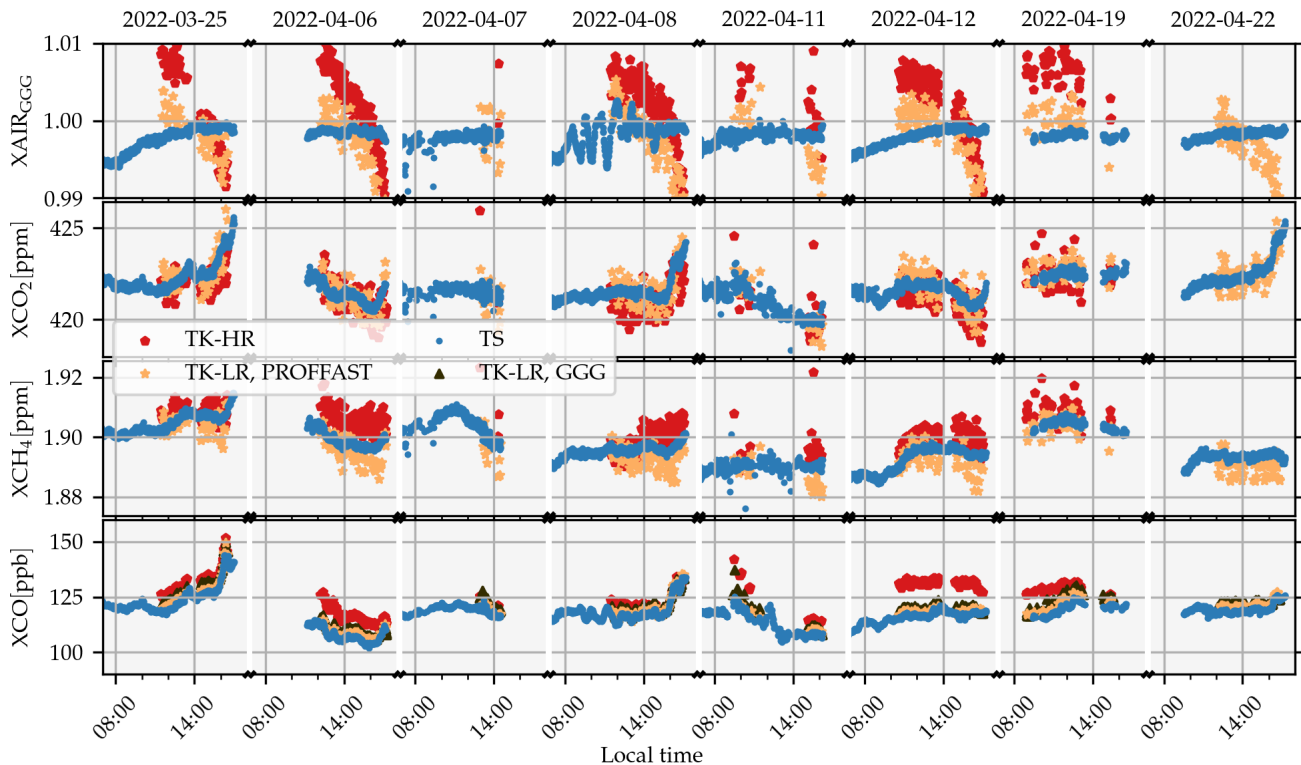 2022-03-25 2022-04-06 2022-04-07 2022-04-08 2022-04-11 2022-04-12 2022-04-19 2022-04-22
1.01
1.00
0.99
XAIR_GGG
425
420
XCO₂[ppm]
TK-HR TS
TK-LR, PROFFAST TK-LR, GGG
1.92
1.90
1.88
XCH₄[ppm]
150
125
100
XCO[ppb]
08:00 14:00 08:00 14:00 08:00 14:00 08:00 14:00 08:00 14:00 08:00 14:00 08:00 14:00 08:00 14:00
Local time